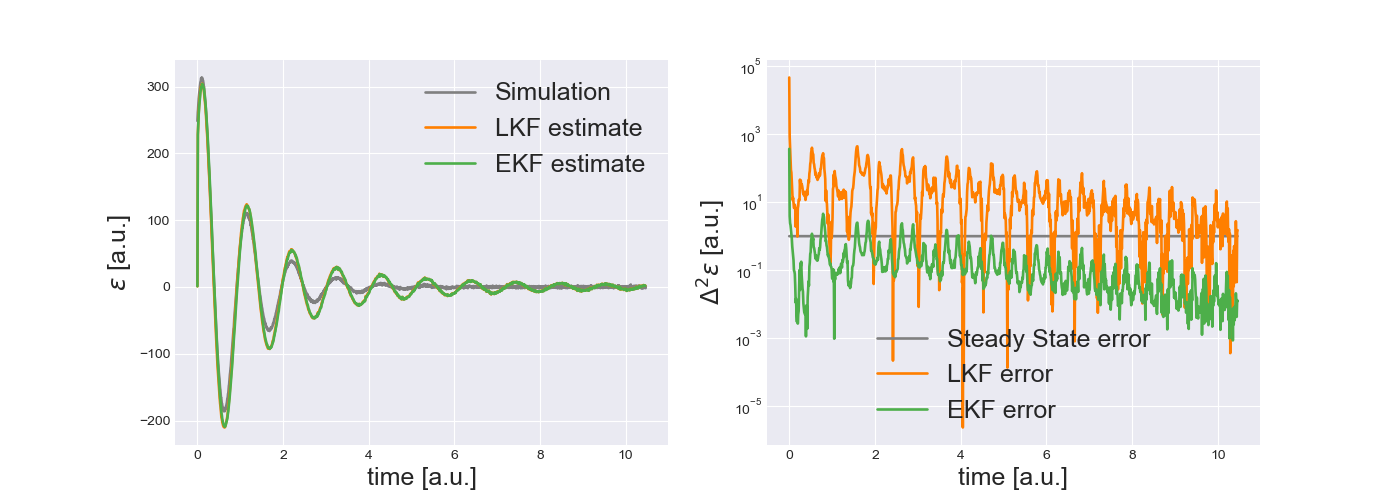 300
200
100
0
−100
−200
ε [a.u.]
0 2 4 6 8 10
time [a.u.]
Simulation
LKF estimate
EKF estimate
10^5
10^3
10^1
10^−1
10^−3
10^−5
Δ^2 ε [a.u.]
0 2 4 6 8 10
time [a.u.]
Steady State error
LKF error
EKF error